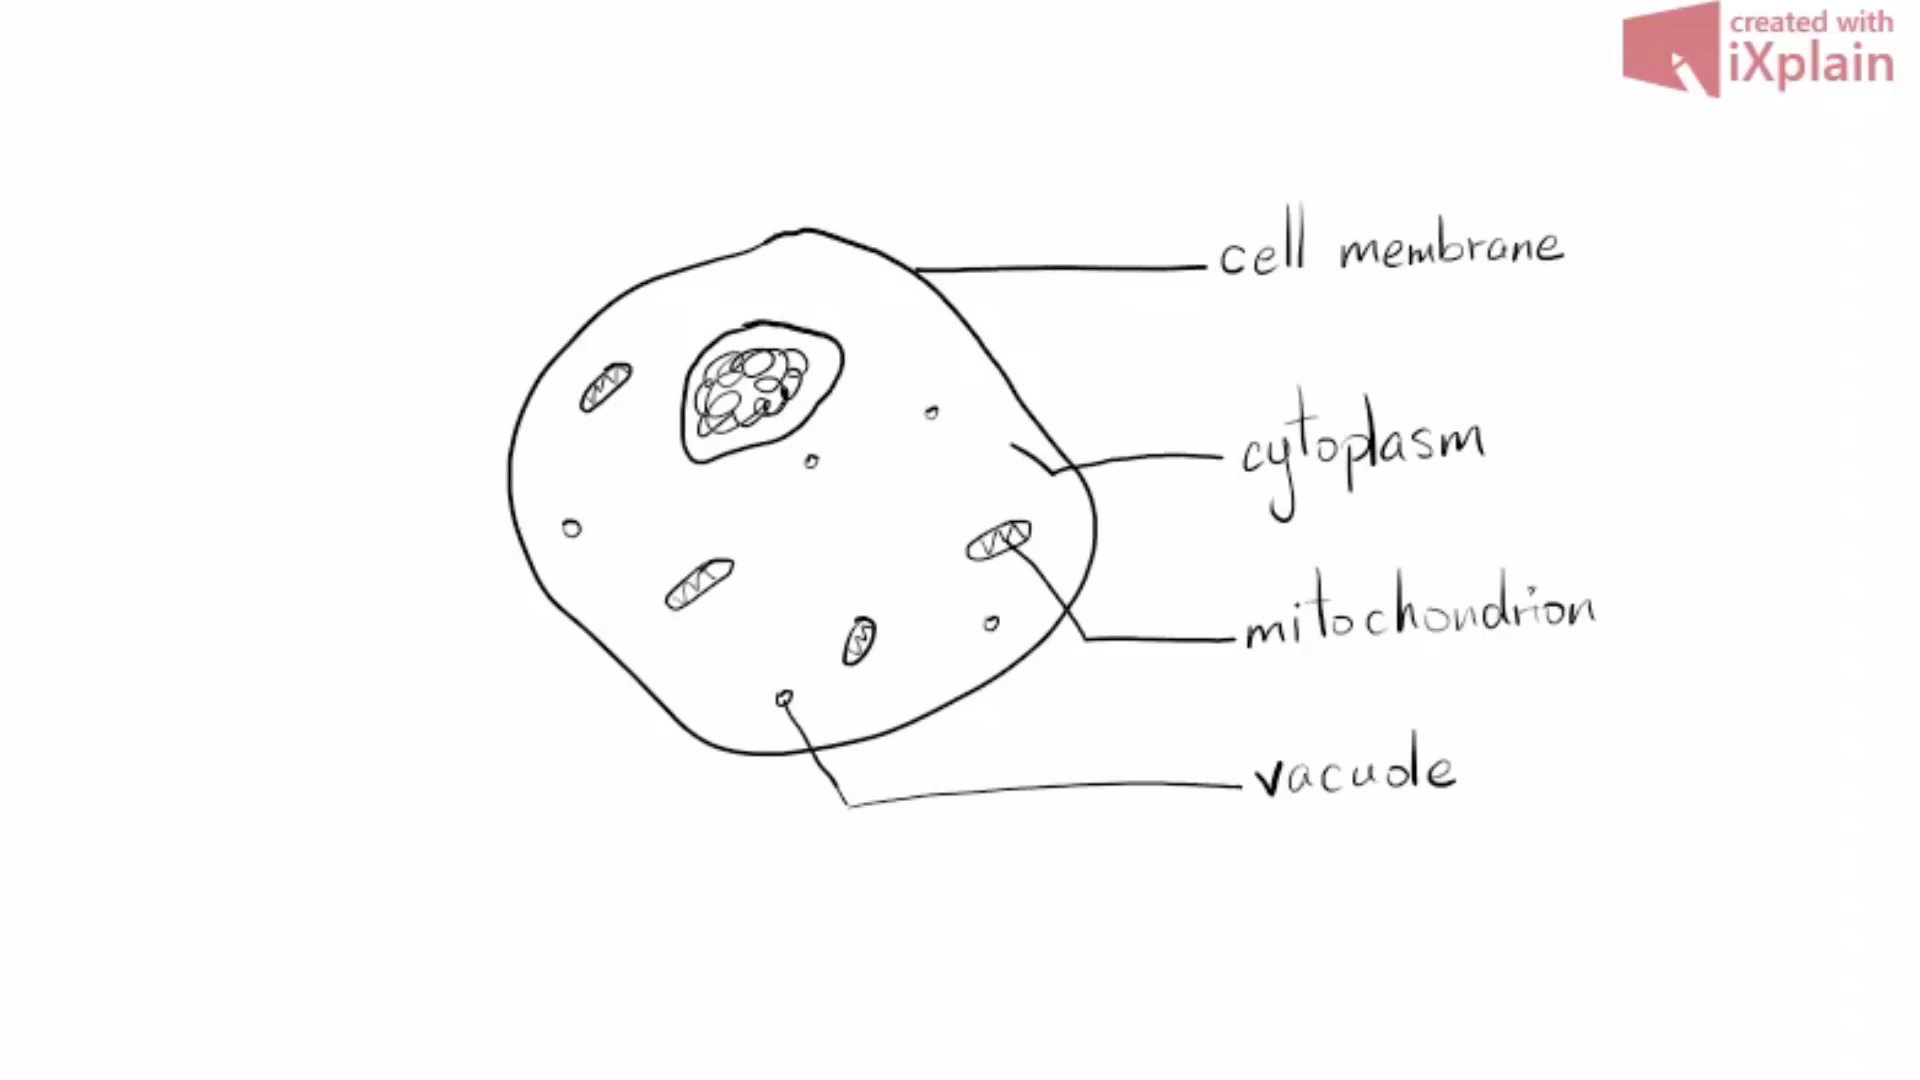 created with
iXplain
cell membrane
cytoplasm
mitochondrion
vacuole